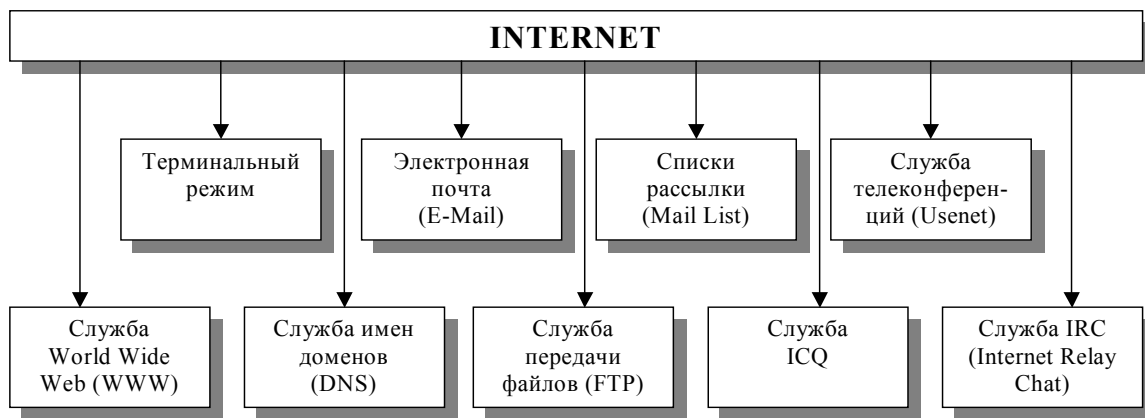 INTERNET
Терминальный
режим
Электронная
почта
(E-Mail)
Списки
рассылки
(Mail List)
Служба
телеконферен-
ций (Usenet)
Служба
World Wide
Web (WWW)
Служба имен
доменов
(DNS)
Служба
передачи
файлов (FTP)
Служба
ICQ
Служба IRC
(Internet Relay
Chat)